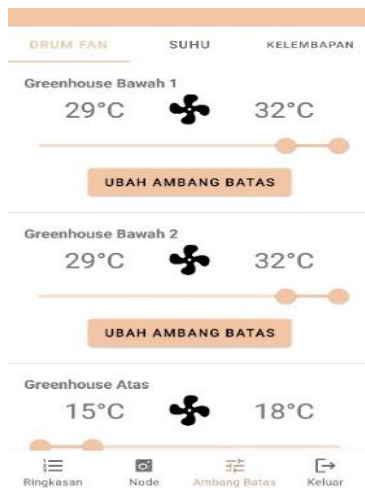 DRUM FAN SUHU KELEMBAPAN
Greenhouse Bawah 1
29°C 32°C
UBAH AMBANG BATAS
Greenhouse Bawah 2
29°C 32°C
UBAH AMBANG BATAS
Greenhouse Atas
15°C 18°C
Ringkasan Node Ambang Batas Keluar